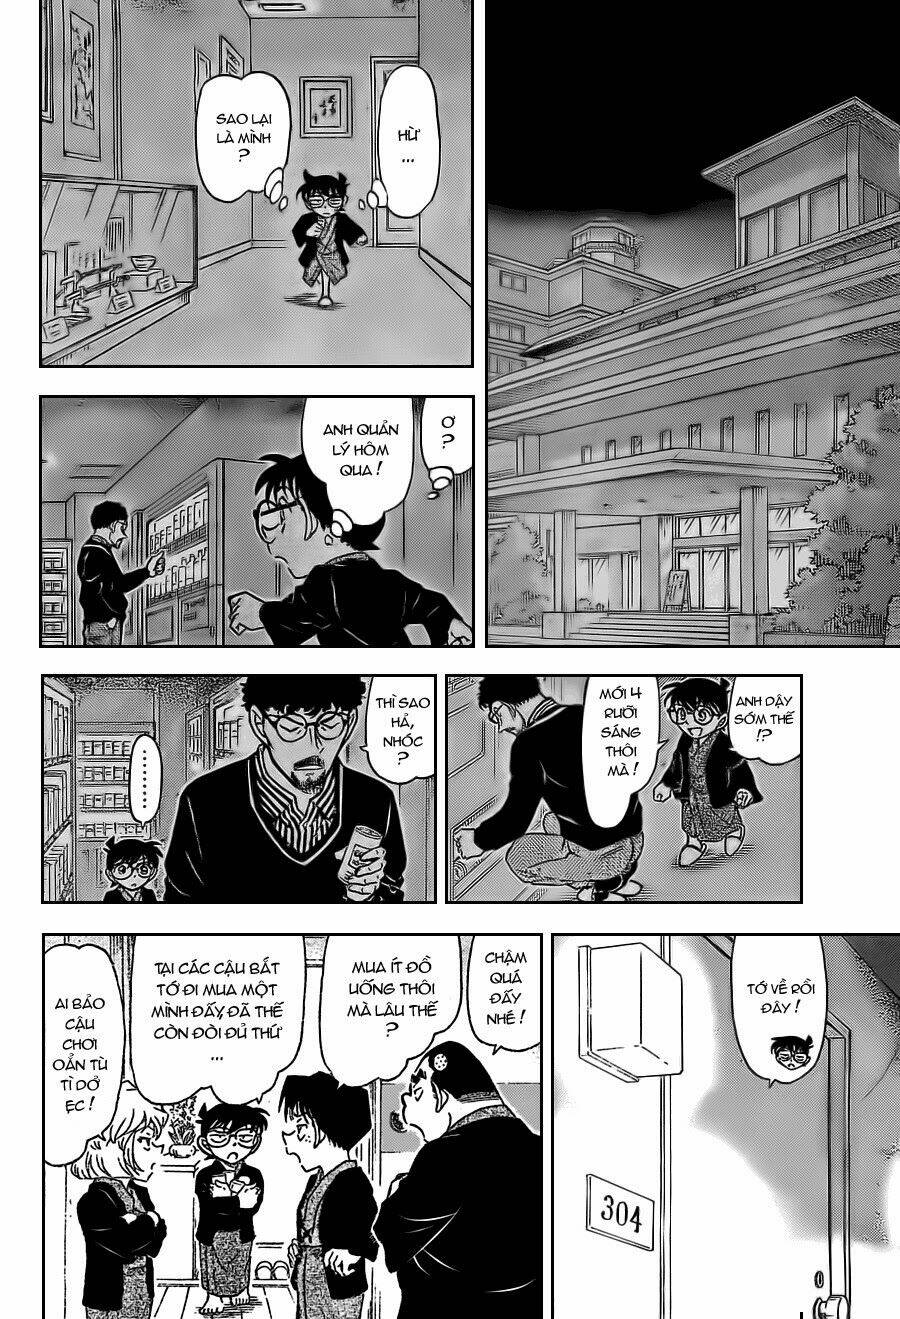 HỪ
...
SAO LẠI
LÀ MÌNH
?
Ơ
?
ANH QUẢN
LÝ HÔM
QUA!
ANH DẬY
SỚM THẾ
!?
MỚI 4
RƯỠI
SÁNG
THÔI
MÀ!
THÌ SAO
HẢ,
NHÓC
?
........
TỚ VỀ RỒI
ĐÂY!
304
CHẬM
QUÁ
ĐẤY
NHÉ!
MUA ÍT ĐỒ
UỐNG THÔI
MÀ LÂU THẾ
?
TẠI CÁC CẬU BẮT
TỚ ĐI MUA MỘT
MÌNH ĐẤY, ĐÃ THẾ
CÒN ĐÒI ĐỦ THỨ
...
AI BẢO
CẬU
CHƠI
OẲN TÙ
TÌ DỞ
ẸC!